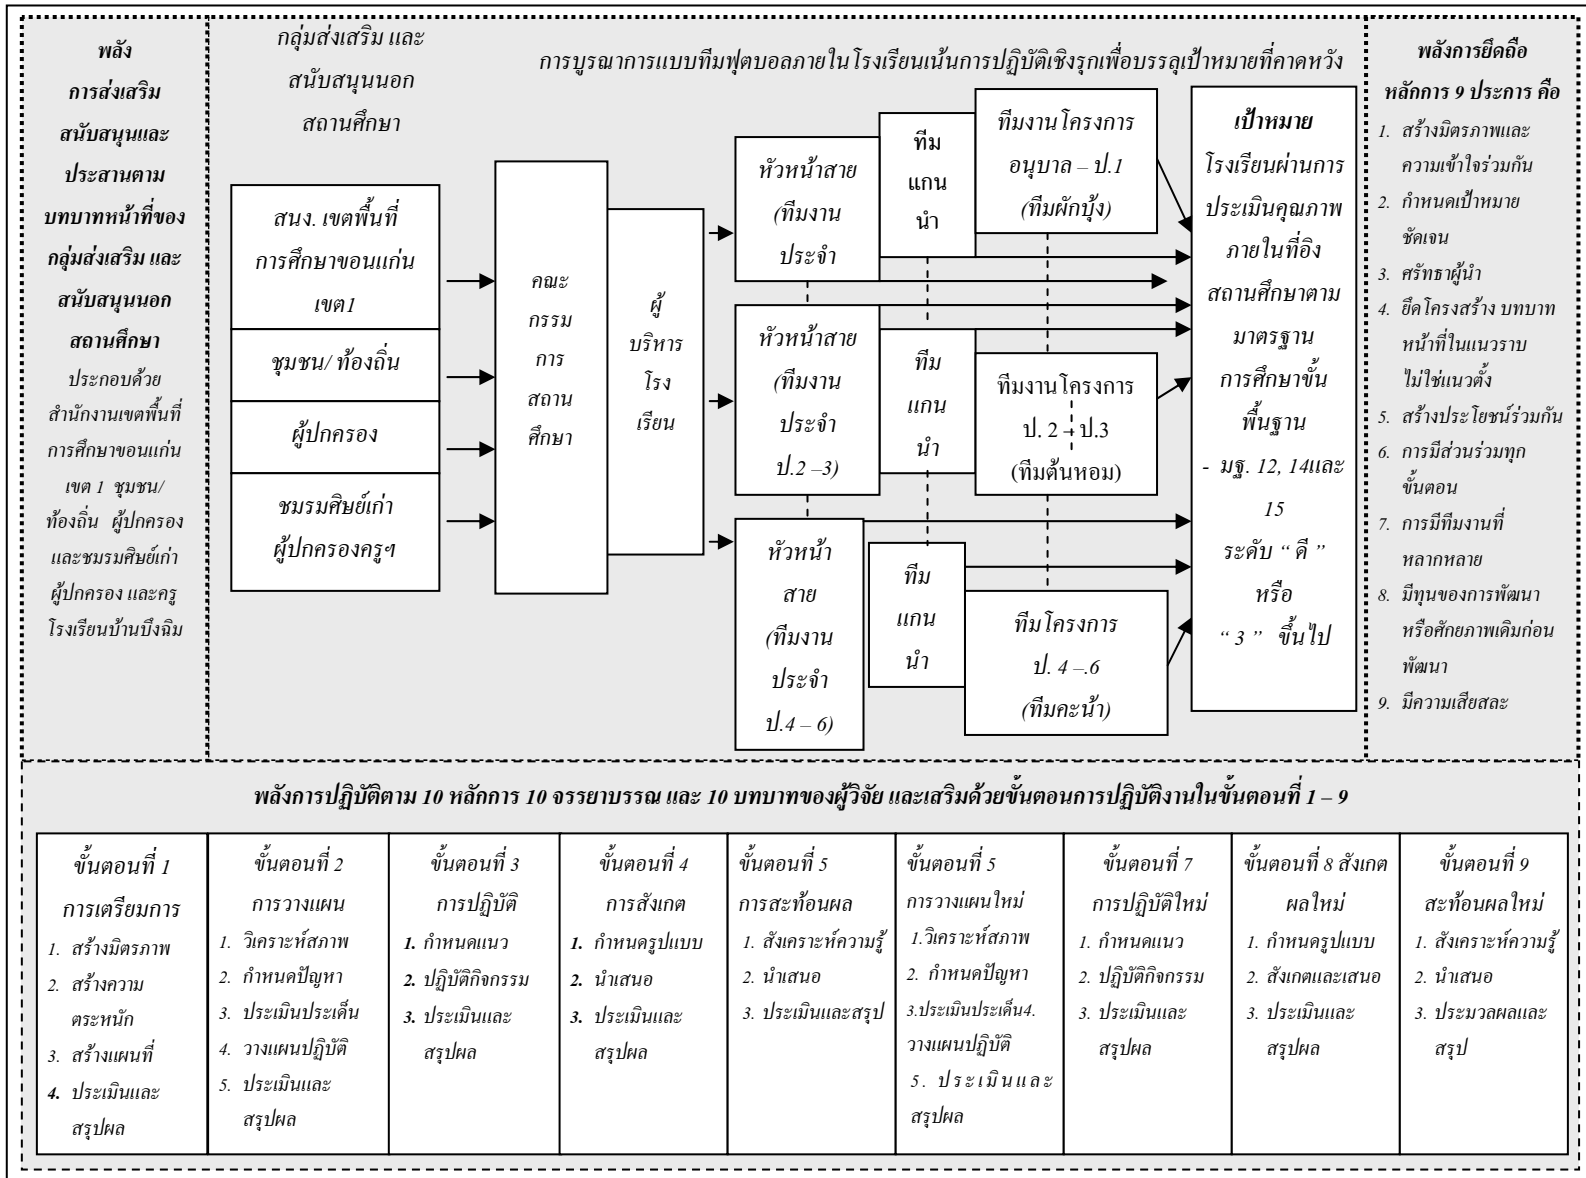 พลัง
การส่งเสริม
สนับสนุนและ
ประสานตาม
บทบาทหน้าที่ของ
กลุ่มส่งเสริม และ
สนับสนุนนอก
สถานศึกษา
ประกอบด้วย
สำนักงานเขตพื้นที่
การศึกษาขอนแก่น
เขต 1 ชุมชน/
ท้องถิ่น ผู้ปกครอง
และชมรมศิษย์เก่า
ผู้ปกครอง และครู
โรงเรียนบ้านบึงฉิม
กลุ่มส่งเสริม และ
สนับสนุนนอก
สถานศึกษา
การบูรณาการแบบทีมฟุตบอลภายในโรงเรียนเน้นการปฏิบัติเชิงรุกเพื่อบรรลุเป้าหมายที่คาดหวัง
สนง. เขตพื้นที่
การศึกษาขอนแก่น
เขต1
ชุมชน/ ท้องถิ่น
ผู้ปกครอง
ชมรมศิษย์เก่า
ผู้ปกครองครูฯ
คณะ
กรรม
การ
สถาน
ศึกษา
ผู้
บริหาร
โรง
เรียน
หัวหน้าสาย
(ทีมงาน
ประจำ
หัวหน้าสาย
(ทีมงาน
ประจำ
ป.2 –3)
หัวหน้า
สาย
(ทีมงาน
ประจำ
ป.4 – 6)
ทีม
แกน
นำ
ทีม
แกน
นำ
ทีม
แกน
นำ
ทีมงานโครงการ
อนุบาล – ป.1
(ทีมผักบุ้ง)
ทีมงานโครงการ
ป. 2 – ป.3
(ทีมต้นหอม)
ทีมโครงการ
ป. 4 –.6
(ทีมคะน้า)
เป้าหมาย
โรงเรียนผ่านการ
ประเมินคุณภาพ
ภายในที่อิง
สถานศึกษาตาม
มาตรฐาน
การศึกษาขั้น
พื้นฐาน
- มฐ. 12, 14และ
15
ระดับ “ ดี ”
หรือ
“ 3 ” ขึ้นไป
พลังการยึดถือ
หลักการ 9 ประการ คือ
1. สร้างมิตรภาพและ
ความเข้าใจร่วมกัน
2. กำหนดเป้าหมาย
ชัดเจน
3. ศรัทธาผู้นำ
4. ยึดโครงสร้าง บทบาท
หน้าที่ในแนวราบ
ไม่ใช่แนวตั้ง
5. สร้างประโยชน์ร่วมกัน
6. การมีส่วนร่วมทุก
ขั้นตอน
7. การมีทีมงานที่
หลากหลาย
8. มีทุนของการพัฒนา
หรือศักยภาพเดิมก่อน
พัฒนา
9. มีความเสียสละ
พลังการปฏิบัติตาม 10 หลักการ 10 จรรยาบรรณ และ 10 บทบาทของผู้วิจัย และเสริมด้วยขั้นตอนการปฏิบัติงานในขั้นตอนที่ 1 – 9
ขั้นตอนที่ 1
การเตรียมการ
1. สร้างมิตรภาพ
2. สร้างความ
ตระหนัก
3. สร้างแผนที่
4. ประเมินและ
สรุปผล
ขั้นตอนที่ 2
การวางแผน
1. วิเคราะห์สภาพ
2. กำหนดปัญหา
3. ประเมินประเด็น
4. วางแผนปฏิบัติ
5. ประเมินและ
สรุปผล
ขั้นตอนที่ 3
การปฏิบัติ
1. กำหนดแนว
2. ปฏิบัติกิจกรรม
3. ประเมินและ
สรุปผล
ขั้นตอนที่ 4
การสังเกต
1. กำหนดรูปแบบ
2. นำเสนอ
3. ประเมินและ
สรุปผล
ขั้นตอนที่ 5
การสะท้อนผล
1. สังเคราะห์ความรู้
2. นำเสนอ
3. ประเมินและสรุป
ขั้นตอนที่ 5
การวางแผนใหม่
1.วิเคราะห์สภาพ
2. กำหนดปัญหา
3.ประเมินประเด็น4.
วางแผนปฏิบัติ
5. ประเมินและ
สรุปผล
ขั้นตอนที่ 7
การปฏิบัติใหม่
1. กำหนดแนว
2. ปฏิบัติกิจกรรม
3. ประเมินและ
สรุปผล
ขั้นตอนที่ 8 สังเกต
ผลใหม่
1. กำหนดรูปแบบ
2. สังเกตและเสนอ
3. ประเมินและ
สรุปผล
ขั้นตอนที่ 9
สะท้อนผลใหม่
1. สังเคราะห์ความรู้
2. นำเสนอ
3. ประมวลผลและ
สรุป